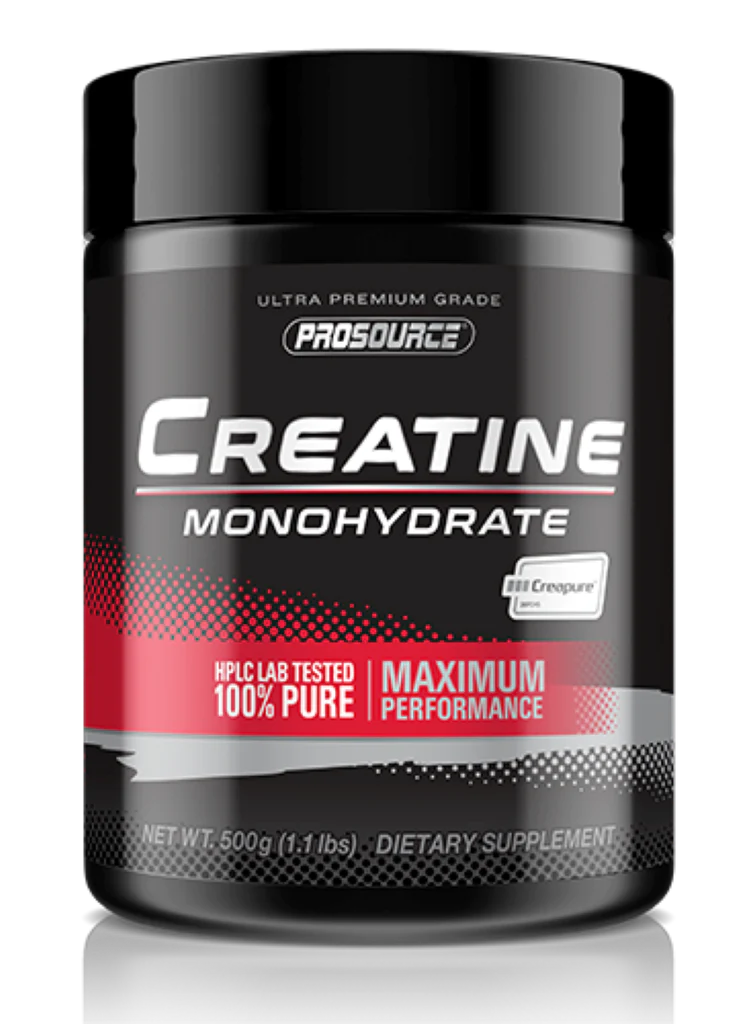 ULTRA PREMIUM GRADE
PROSOURCE
CREATINE
MONOHYDRATE
Creapure®
HPLC LAB TESTED
100% PURE
MAXIMUM
PERFORMANCE
NET WT. 500g (1.1 lbs) DIETARY SUPPLEMENT